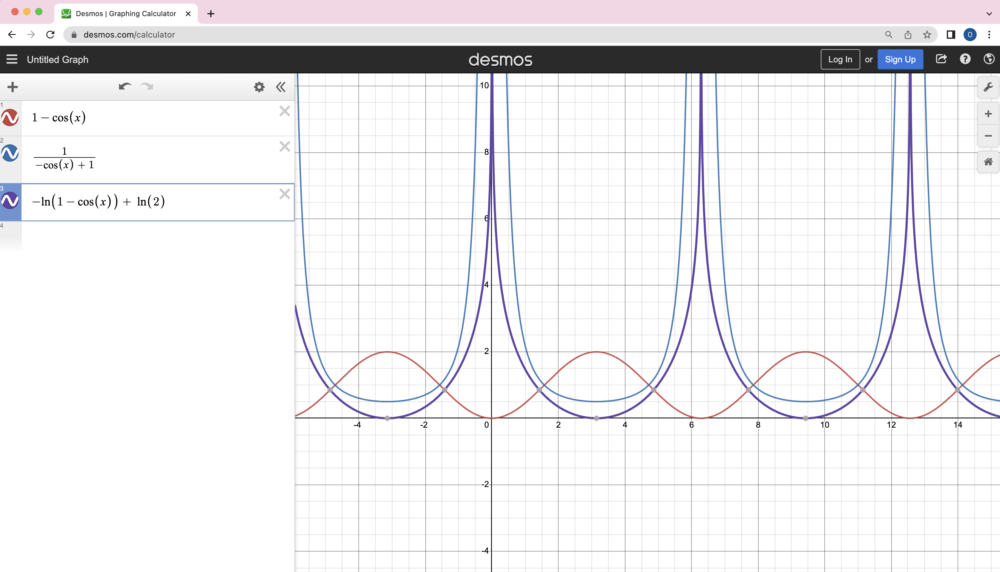 Desmos | Graphing Calculator
desmos.com/calculator
Untitled Graph
desmos
Log In or Sign Up
1
1 − cos(x)
2
1
−cos(x) + 1
3
−ln(1 − cos(x)) + ln(2)
4
10
8
6
4
2
-4 -2 0 2 4 6 8 10 12 14
-2
-4
O